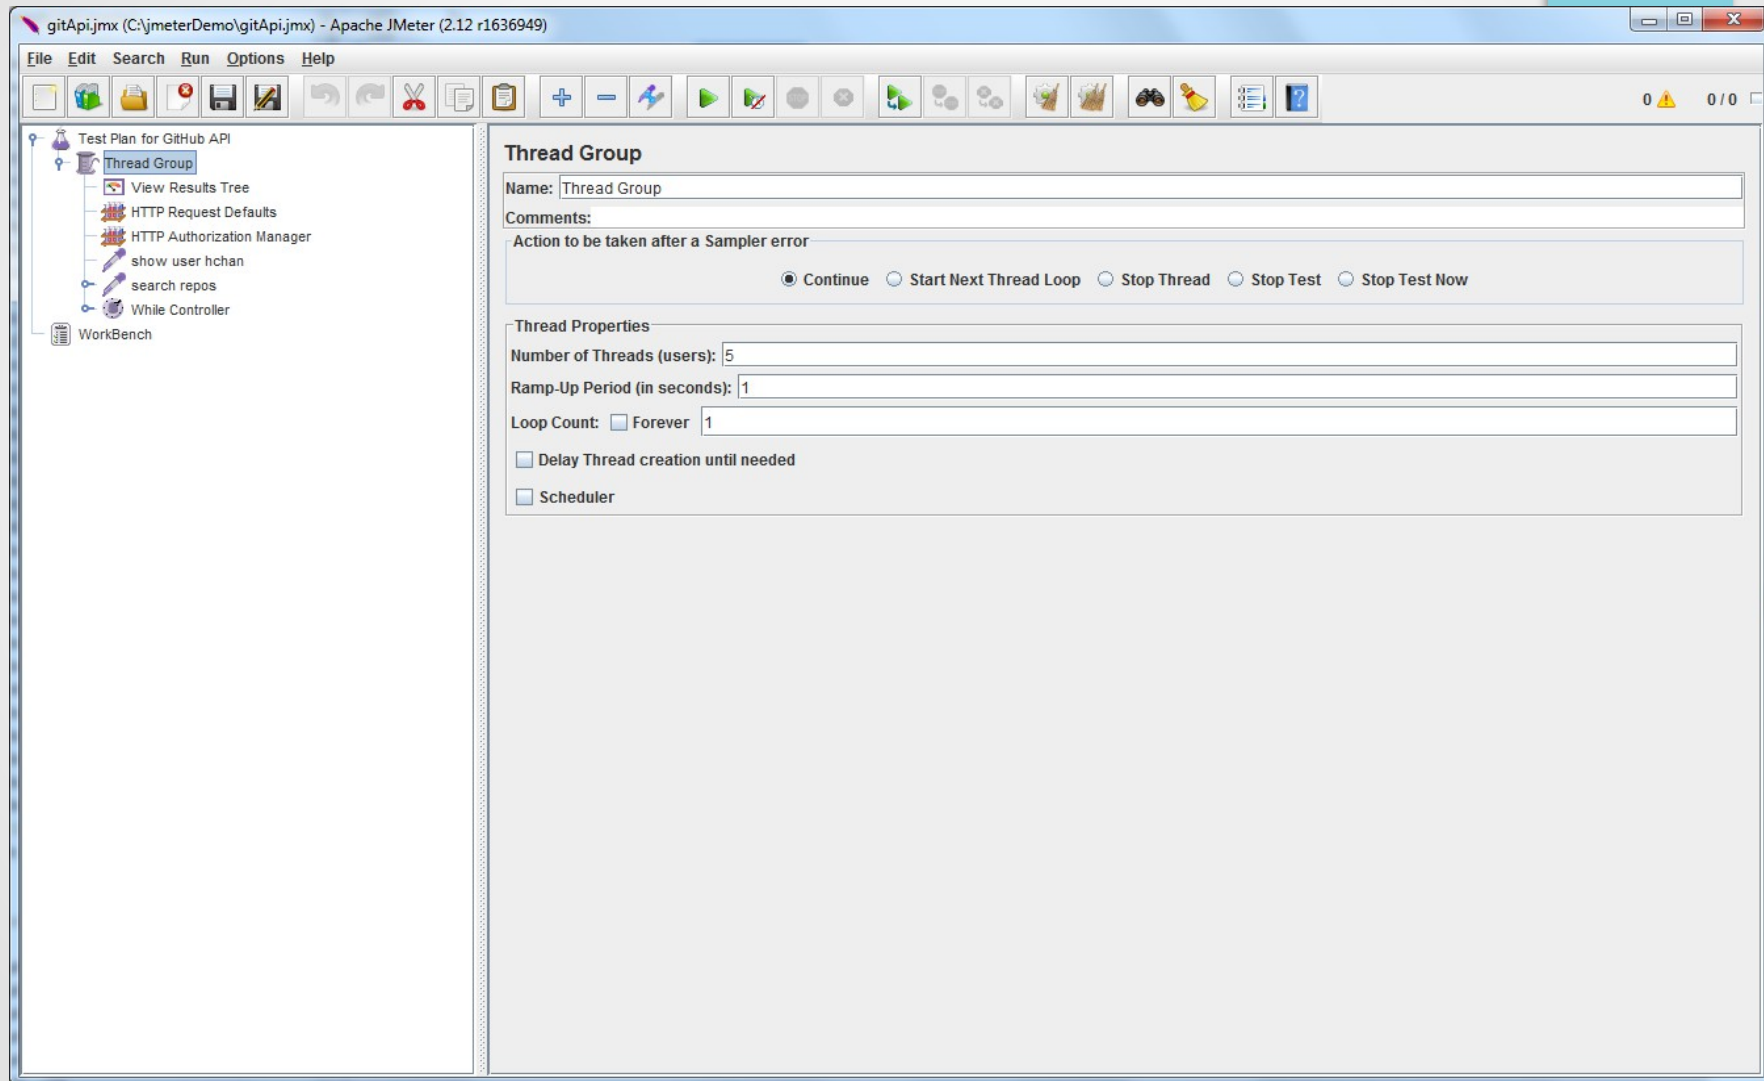 gitApi.jmx (C:\jmeterDemo\gitApi.jmx) - Apache JMeter (2.12 r1636949)
File Edit Search Run Options Help
0 0 / 0
Test Plan for GitHub API
Thread Group
View Results Tree
HTTP Request Defaults
HTTP Authorization Manager
show user hchan
search repos
While Controller
WorkBench
Thread Group
Name: Thread Group
Comments:
Action to be taken after a Sampler error
Continue Start Next Thread Loop Stop Thread Stop Test Stop Test Now
Thread Properties
Number of Threads (users): 5
Ramp-Up Period (in seconds): 1
Loop Count: Forever 1
Delay Thread creation until needed
Scheduler